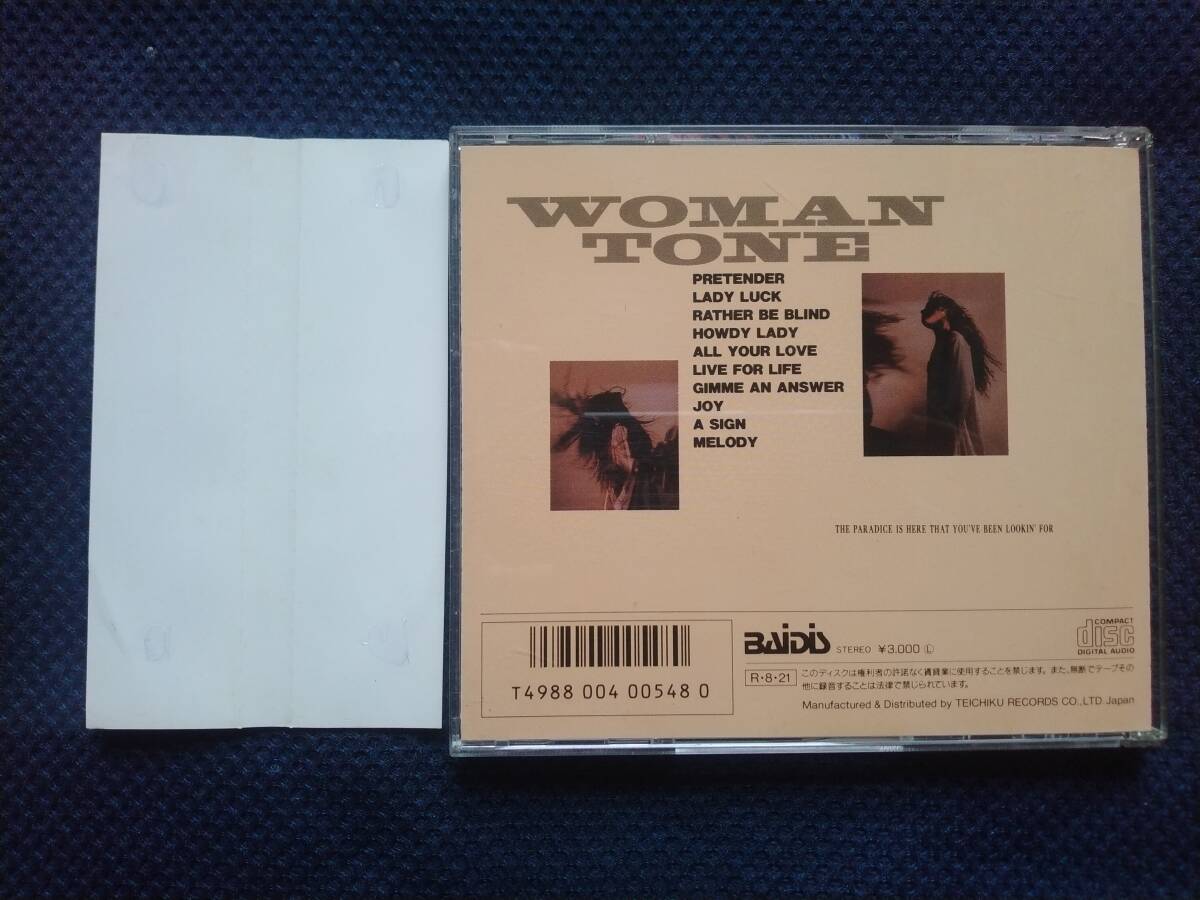 WOMAN
TONE
PRETENDER
LADY LUCK
RATHER BE BLIND
HOWDY LADY
ALL YOUR LOVE
LIVE FOR LIFE
GIMME AN ANSWER
JOY
A SIGN
MELODY
THE PARADICE IS HERE THAT YOU'VE BEEN LOOKIN' FOR
T4988 004 00548 0
BAIDIS STEREO ¥3.000 Ⓛ
COMPACT
disc
DIGITAL AUDIO
R・8・21 このディスクは権利者の許諾なく賃貸業に使用することを禁じます。また、無断でテープその
他に録音することは法律で禁じられています。
Manufactured & Distributed by TEICHIKU RECORDS CO.,LTD. Japan